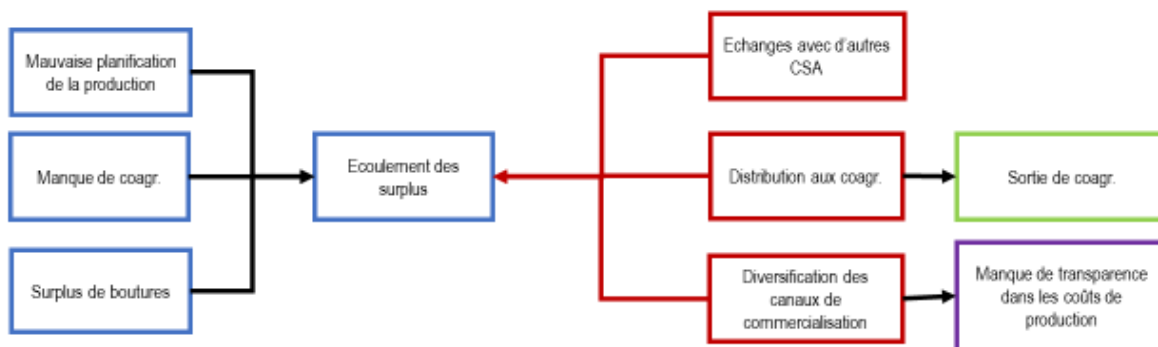 Mauvaise planification
de la production
Manque de coagr.
Surplus de boutures
Ecoulement des
surplus
Echanges avec d'autres
CSA
Distribution aux coagr.
Diversification des
canaux de
commercialisation
Sortie de coagr.
Manque de transparence
dans les coûts de
production